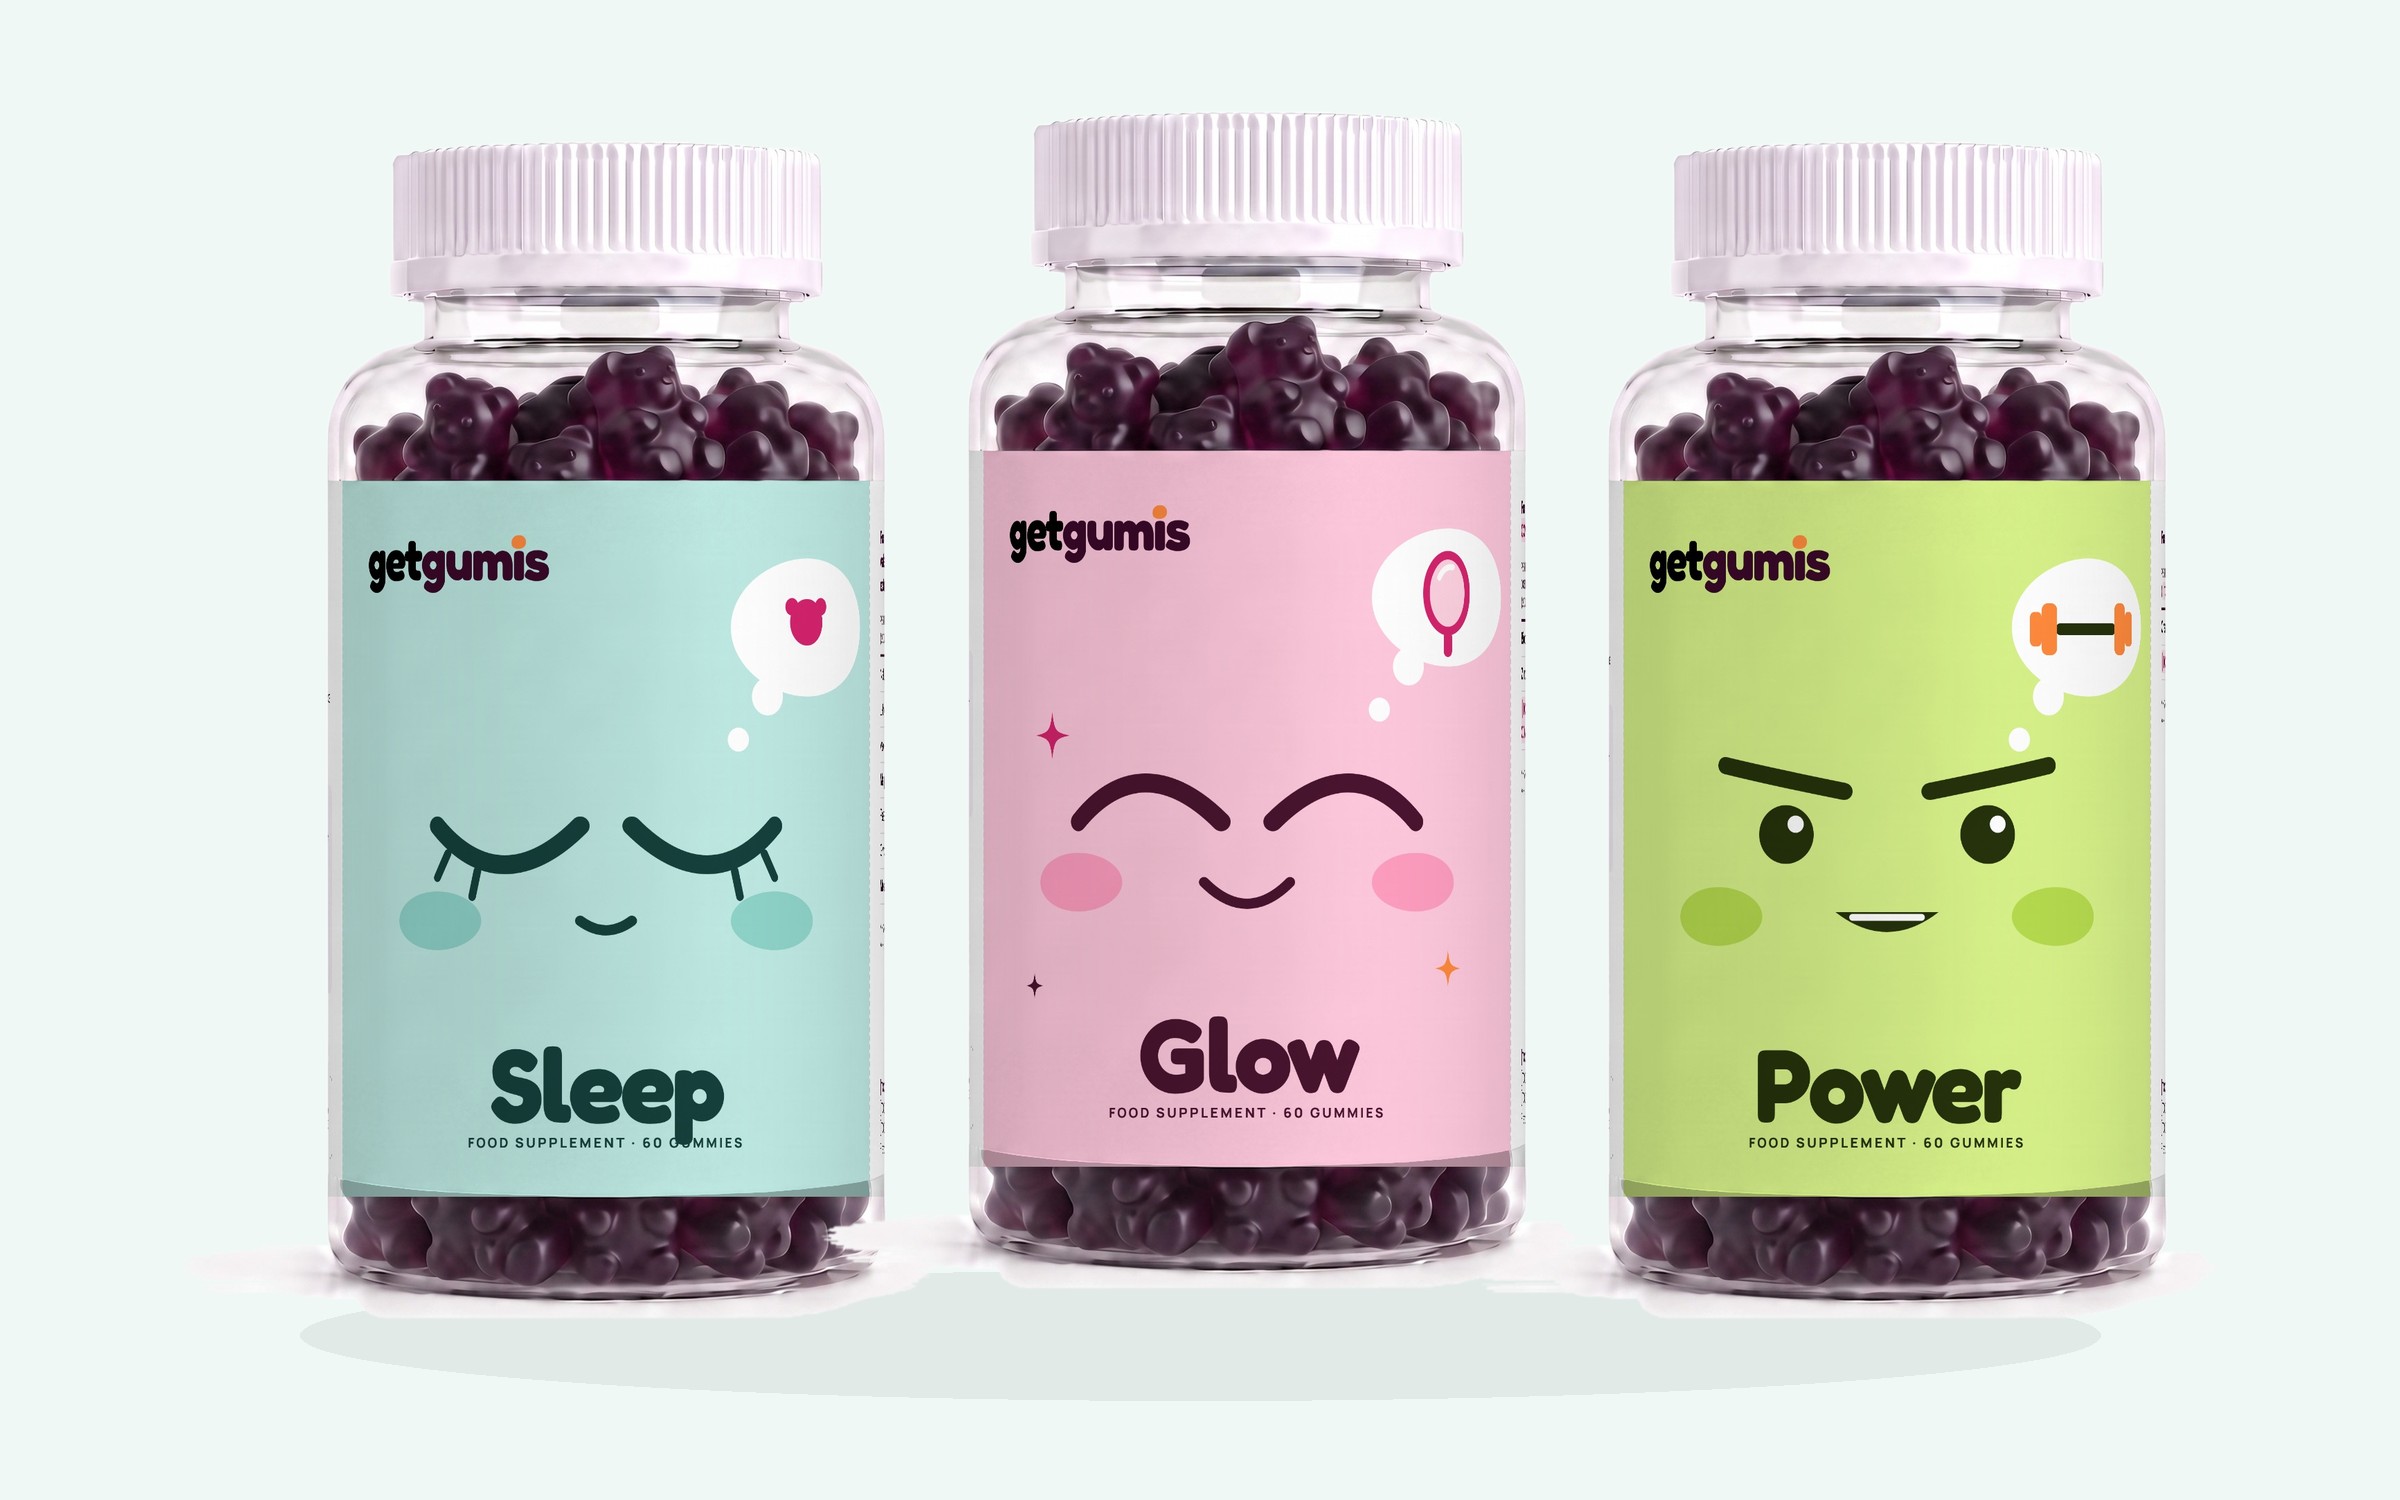 getgumis
Sleep
FOOD SUPPLEMENT · 60 GUMMIES
getgumis
Glow
FOOD SUPPLEMENT · 60 GUMMIES
getgumis
Power
FOOD SUPPLEMENT · 60 GUMMIES